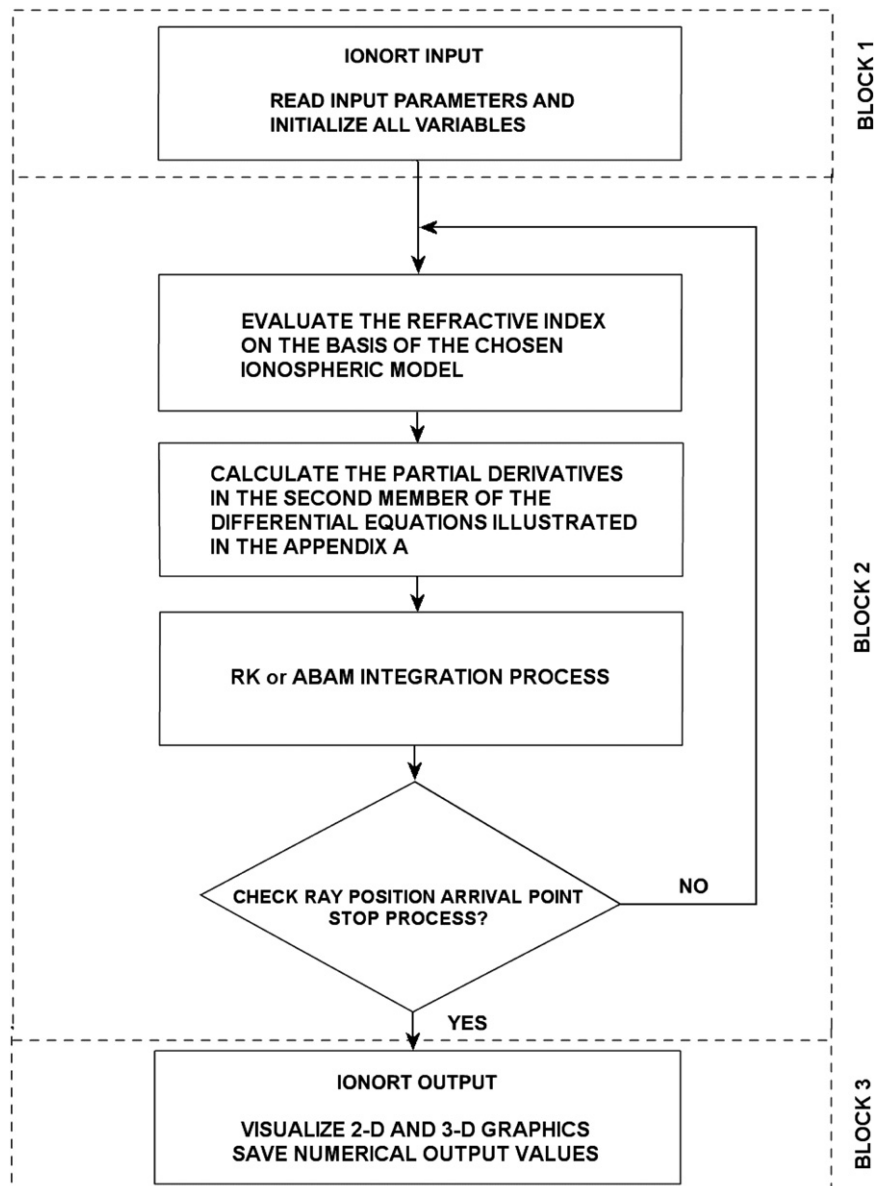 IONORT INPUT
READ INPUT PARAMETERS AND
INITIALIZE ALL VARIABLES
BLOCK 1
EVALUATE THE REFRACTIVE INDEX
ON THE BASIS OF THE CHOSEN
IONOSPHERIC MODEL
CALCULATE THE PARTIAL DERIVATIVES
IN THE SECOND MEMBER OF THE
DIFFERENTIAL EQUATIONS ILLUSTRATED
IN THE APPENDIX A
RK or ABAM INTEGRATION PROCESS
BLOCK 2
CHECK RAY POSITION ARRIVAL POINT
STOP PROCESS?
NO
YES
IONORT OUTPUT
VISUALIZE 2-D AND 3-D GRAPHICS
SAVE NUMERICAL OUTPUT VALUES
BLOCK 3